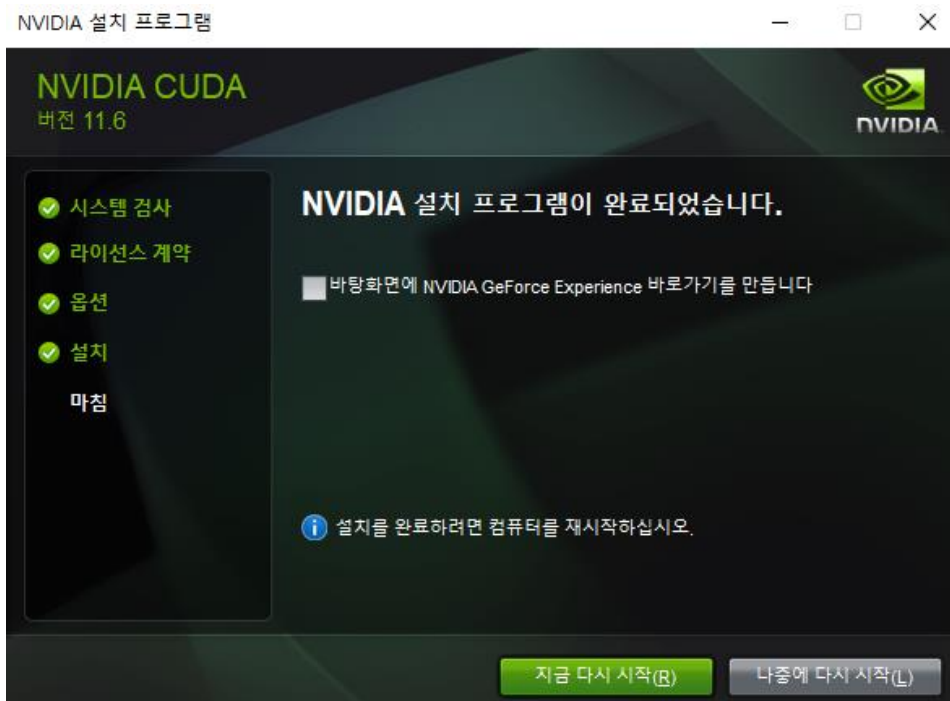 NVIDIA 설치 프로그램
NVIDIA CUDA
버전 11.6
NVIDIA
시스템 검사
라이선스 계약
옵션
설치
마침
NVIDIA 설치 프로그램이 완료되었습니다.
바탕화면에 NVIDIA GeForce Experience 바로가기를 만듭니다
설치를 완료하려면 컴퓨터를 재시작하십시오.
지금 다시 시작(R)
나중에 다시 시작(L)